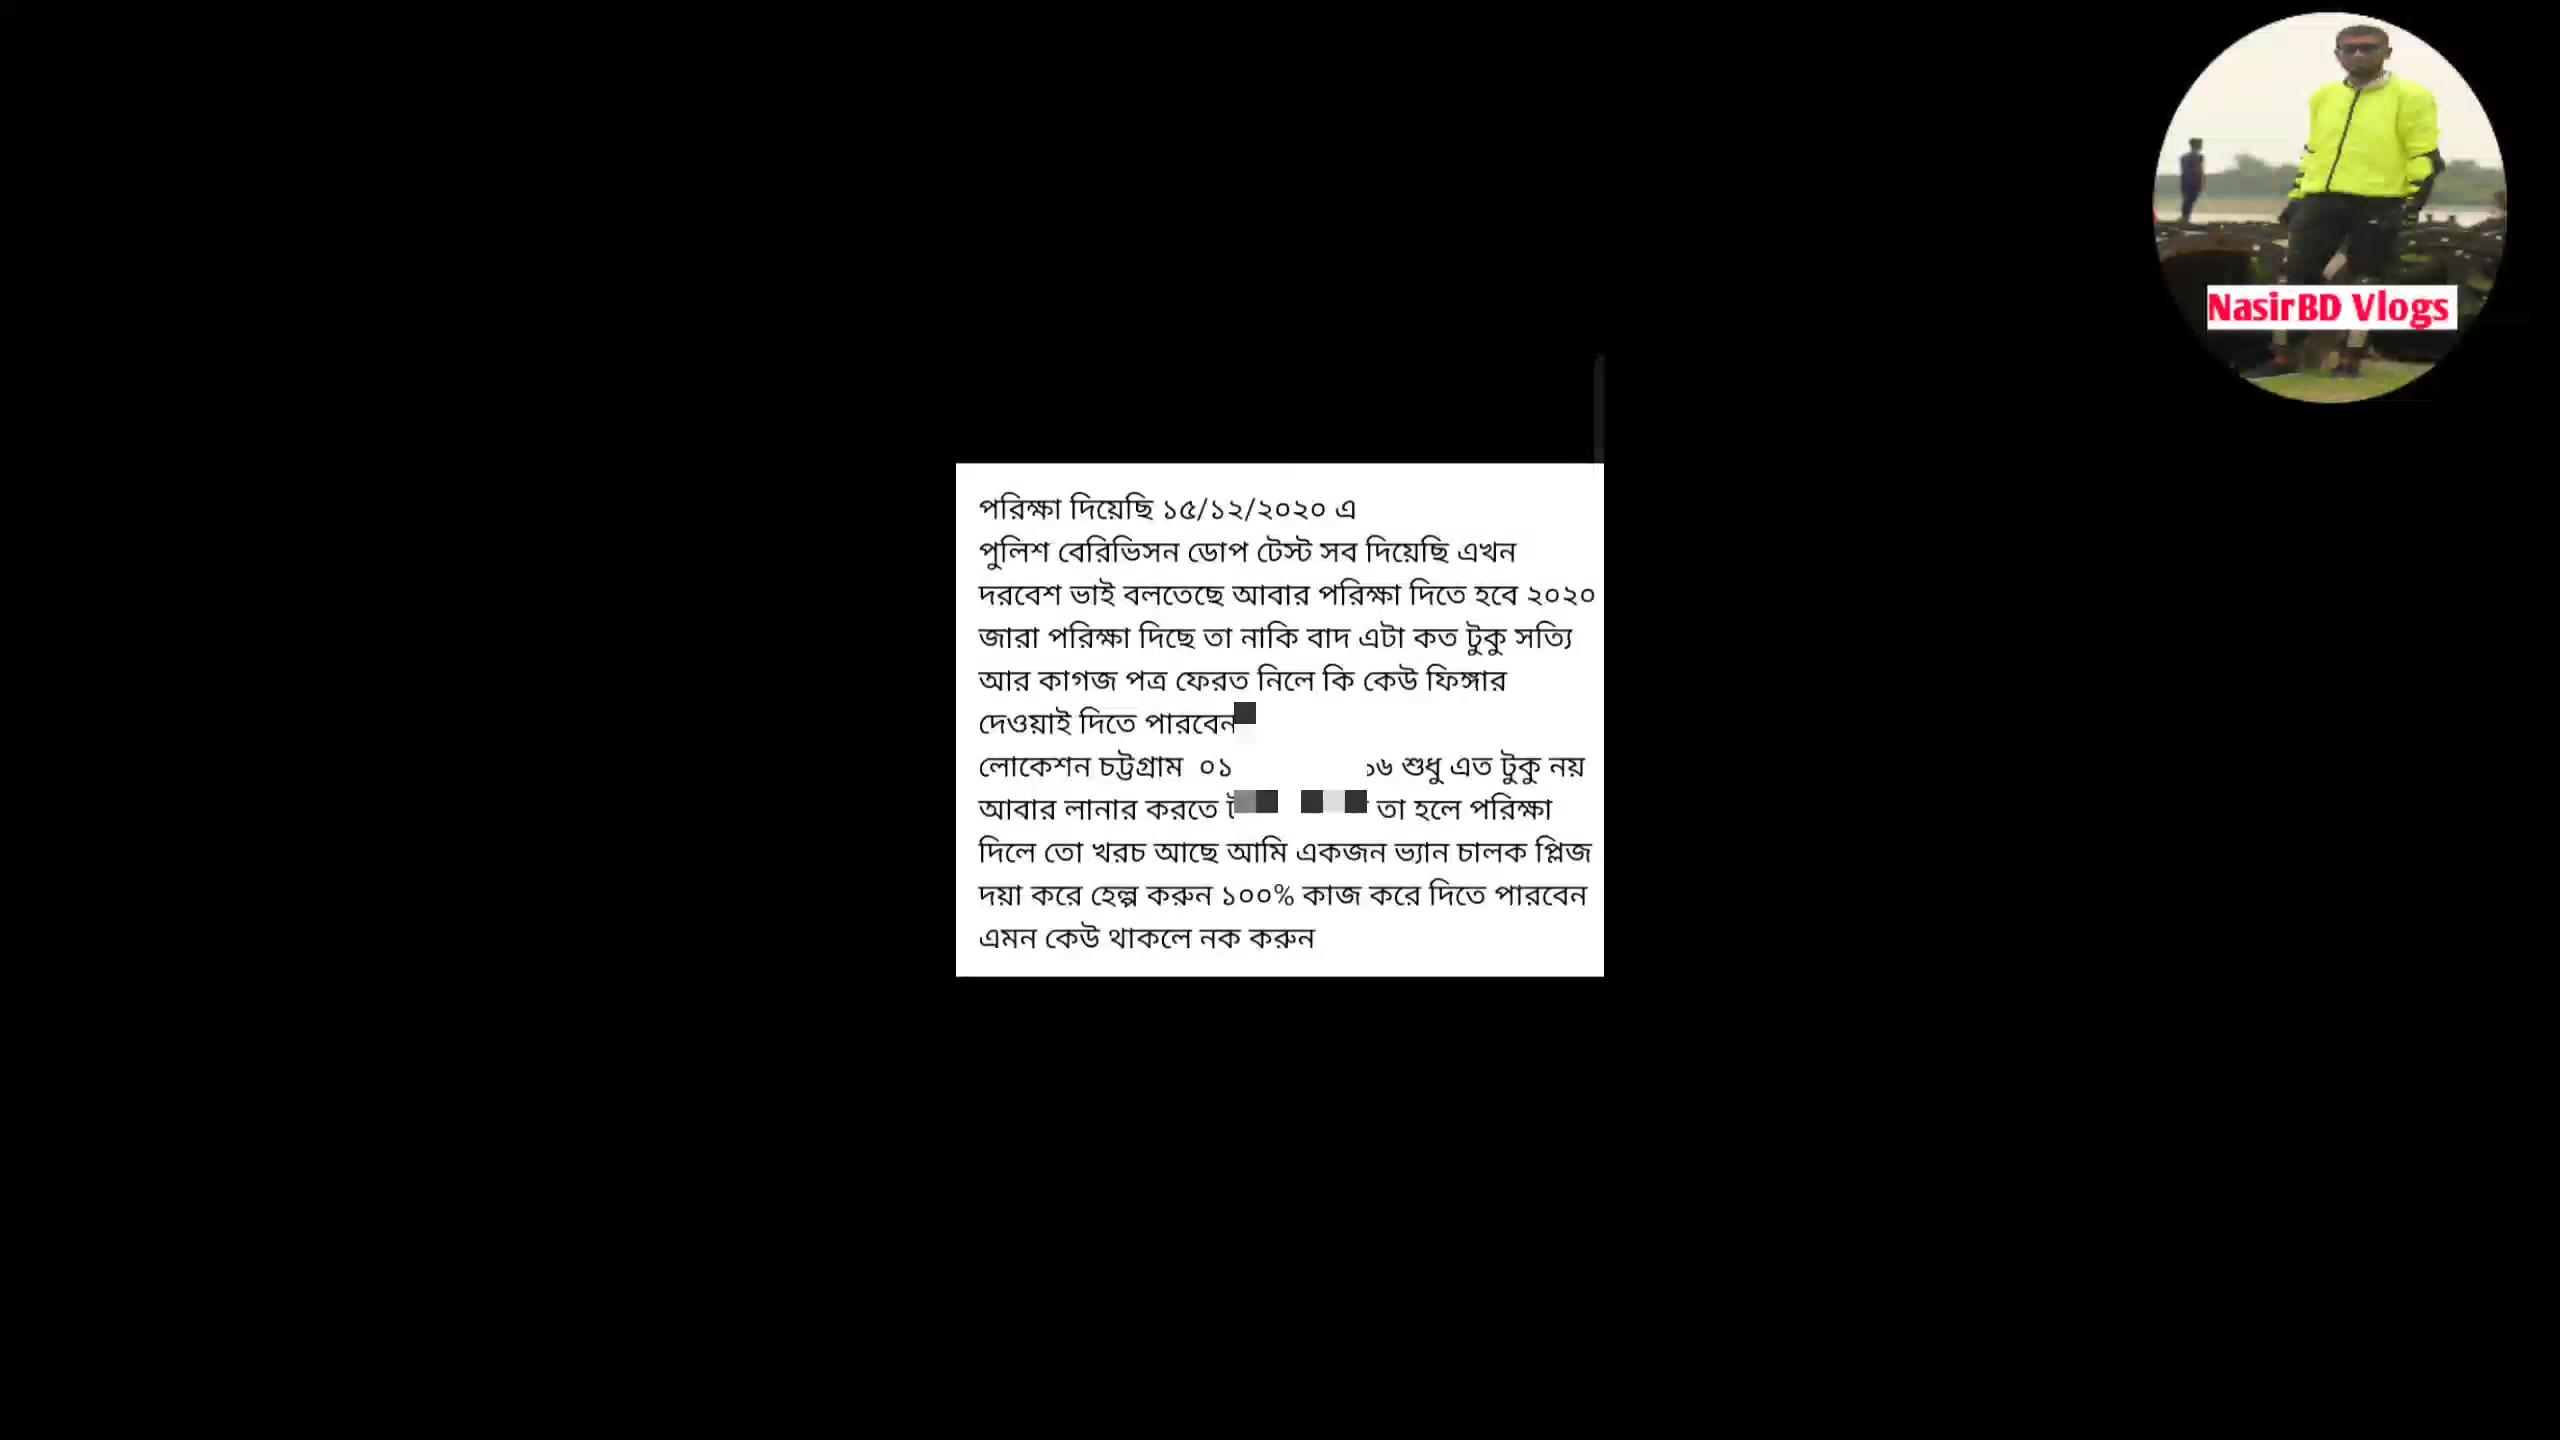 পরিক্ষা দিয়েছি ১৫/১২/২০২০ এ
পুলিশ বেরিভিসন ডোপ টেস্ট সব দিয়েছি এখন
দরবেশ ভাই বলতেছে আবার পরিক্ষা দিতে হবে ২০২০
জারা পরিক্ষা দিছে তা নাকি বাদ এটা কত টুকু সত্যি
আর কাগজ পত্র ফেরত নিলে কি কেউ ফিঙ্গার
দেওয়াই দিতে পারবেন
লোকেশন চট্টগ্রাম ০১ ১৬ শুধু এত টুকু নয়
আবার লানার করতে তা হলে পরিক্ষা
দিলে তো খরচ আছে আমি একজন ভ্যান চালক প্লিজ
দয়া করে হেল্প করুন ১০০% কাজ করে দিতে পারবেন
এমন কেউ থাকলে নক করুন
NasirBD Vlogs